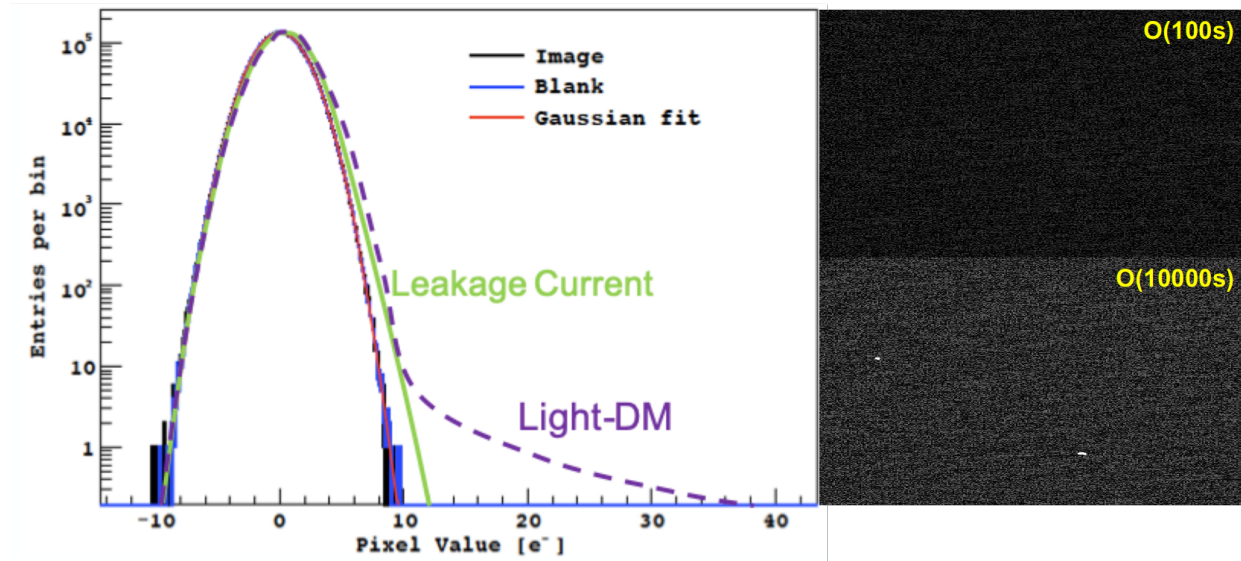 10⁵
10⁴
10³
10²
10
1
Entries per bin
Image
Blank
Gaussian fit
Leakage Current
Light-DM
-10 0 10 20 30 40
Pixel Value [e⁻]
O(100s)
O(10000s)